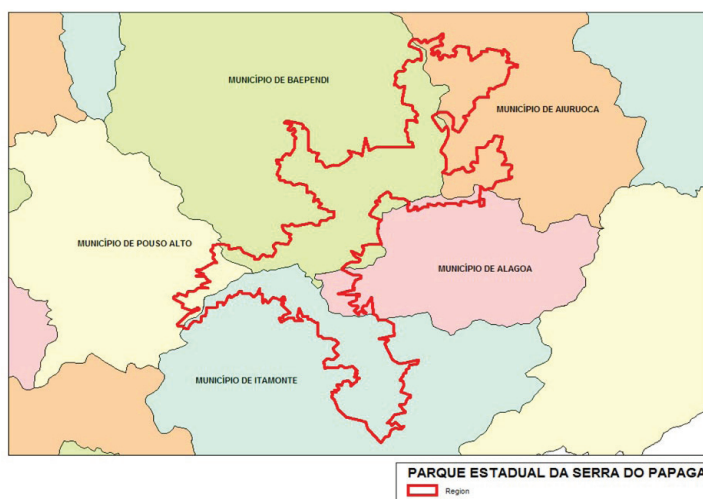 MUNICÍPIO DE BAEPENDI
MUNICÍPIO DE AIURUOCA
MUNICÍPIO DE POUSO ALTO
MUNICÍPIO DE ALAGOA
MUNICÍPIO DE ITAMONTE
PARQUE ESTADUAL DA SERRA DO PAPAGA
Region